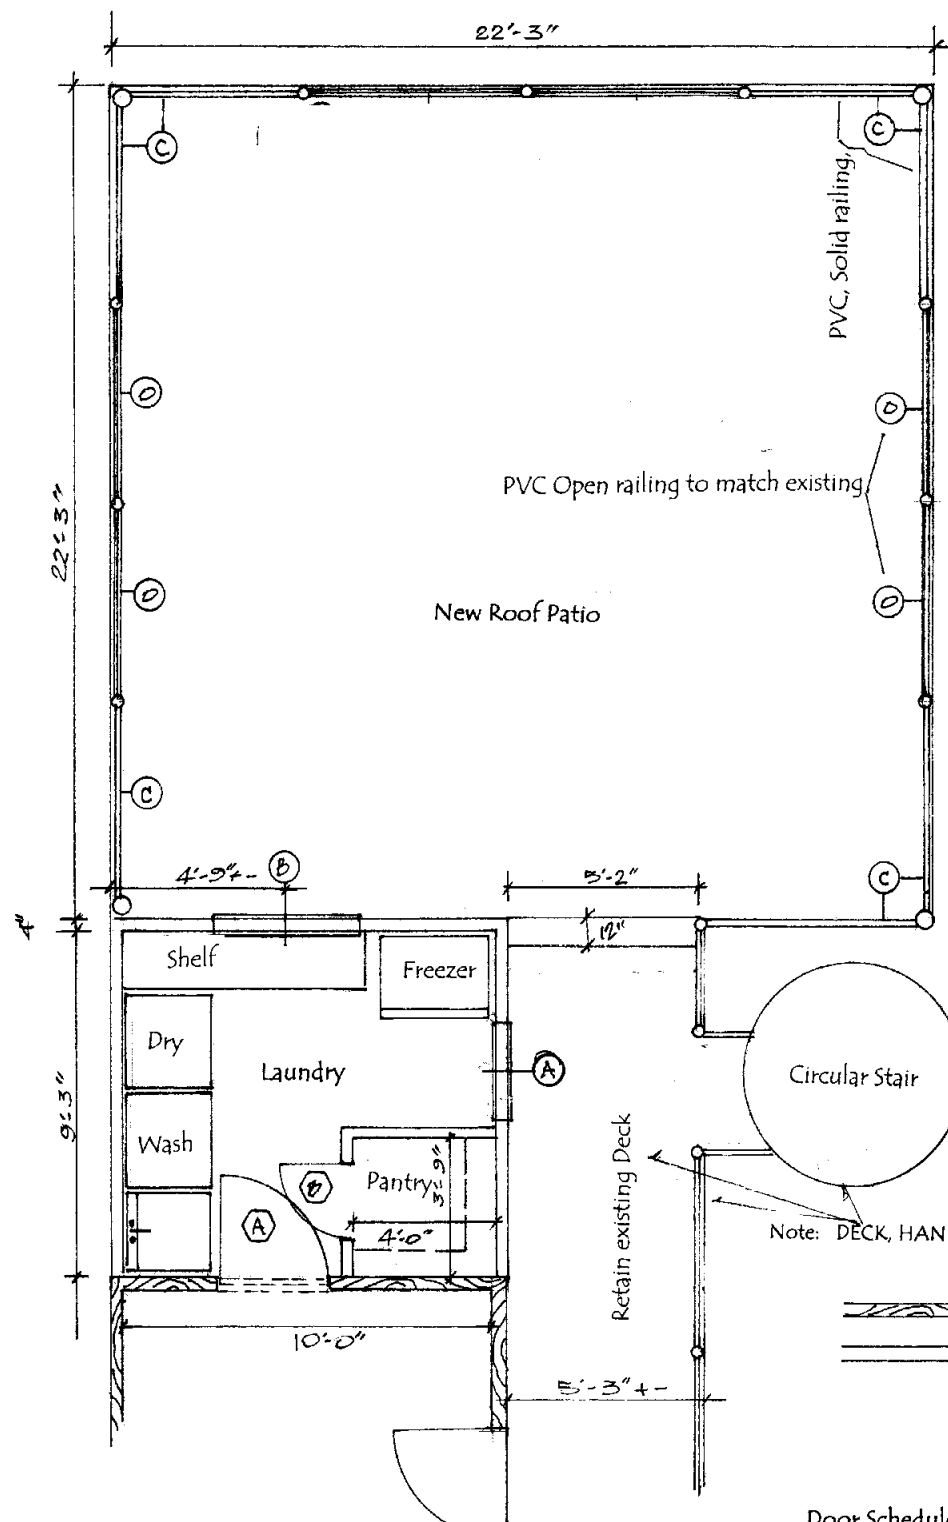 22'-3"
C
C
PVC, Solid railing,
O
O
PVC Open railing to match existing
22'-3"
O
O
New Roof Patio
C
4'-9"+-
B
5'-2"
C
4"
12"
Shelf
Freezer
Dry
Laundry
A
Circular Stair
9'-3"
Wash
Pantry
3'-9"
B
A
4'-0"
Retain existing Deck
Note: DECK, HAN
10'-0"
5'-3"+-
Door Schedul